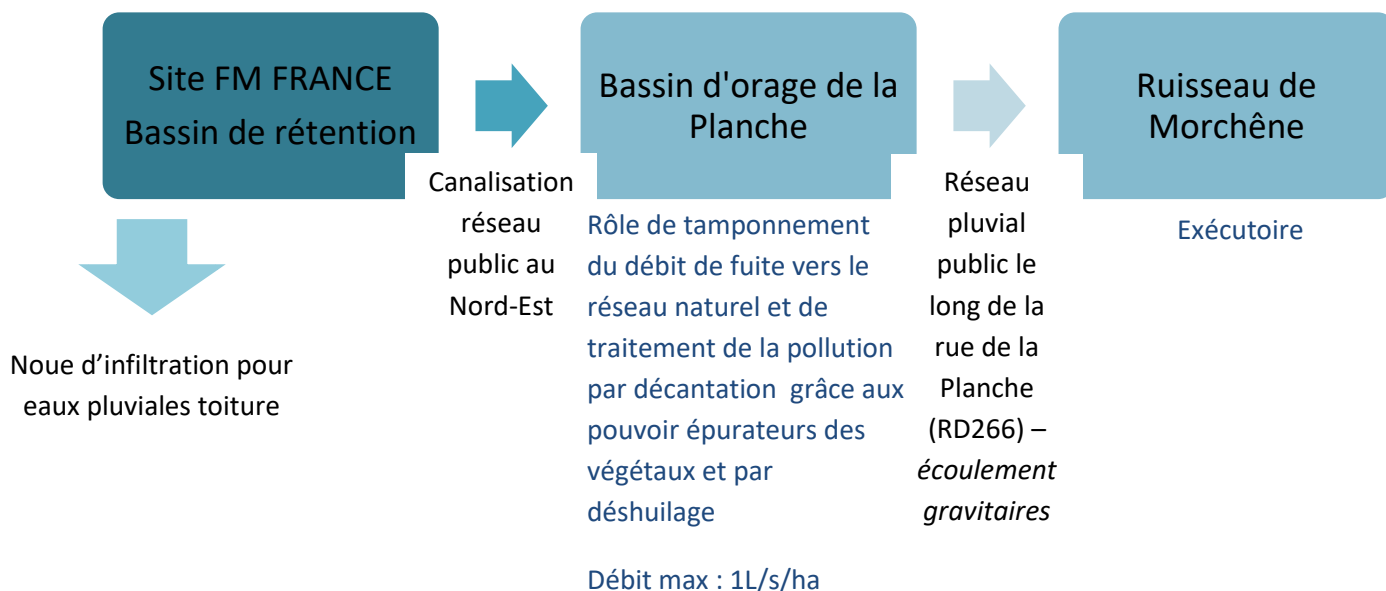 Site FM FRANCE
Bassin de rétention
Noue d’infiltration pour
eaux pluviales toiture
Canalisation
réseau
public au
Nord-Est
Bassin d'orage de la
Planche
Rôle de tamponnement
du débit de fuite vers le
réseau naturel et de
traitement de la pollution
par décantation grâce aux
pouvoir épurateurs des
végétaux et par
déshuilage
Débit max : 1L/s/ha
Réseau
pluvial
public le
long de la
rue de la
Planche
(RD266) –
écoulement
gravitaires
Ruisseau de
Morchêne
Exécutoire